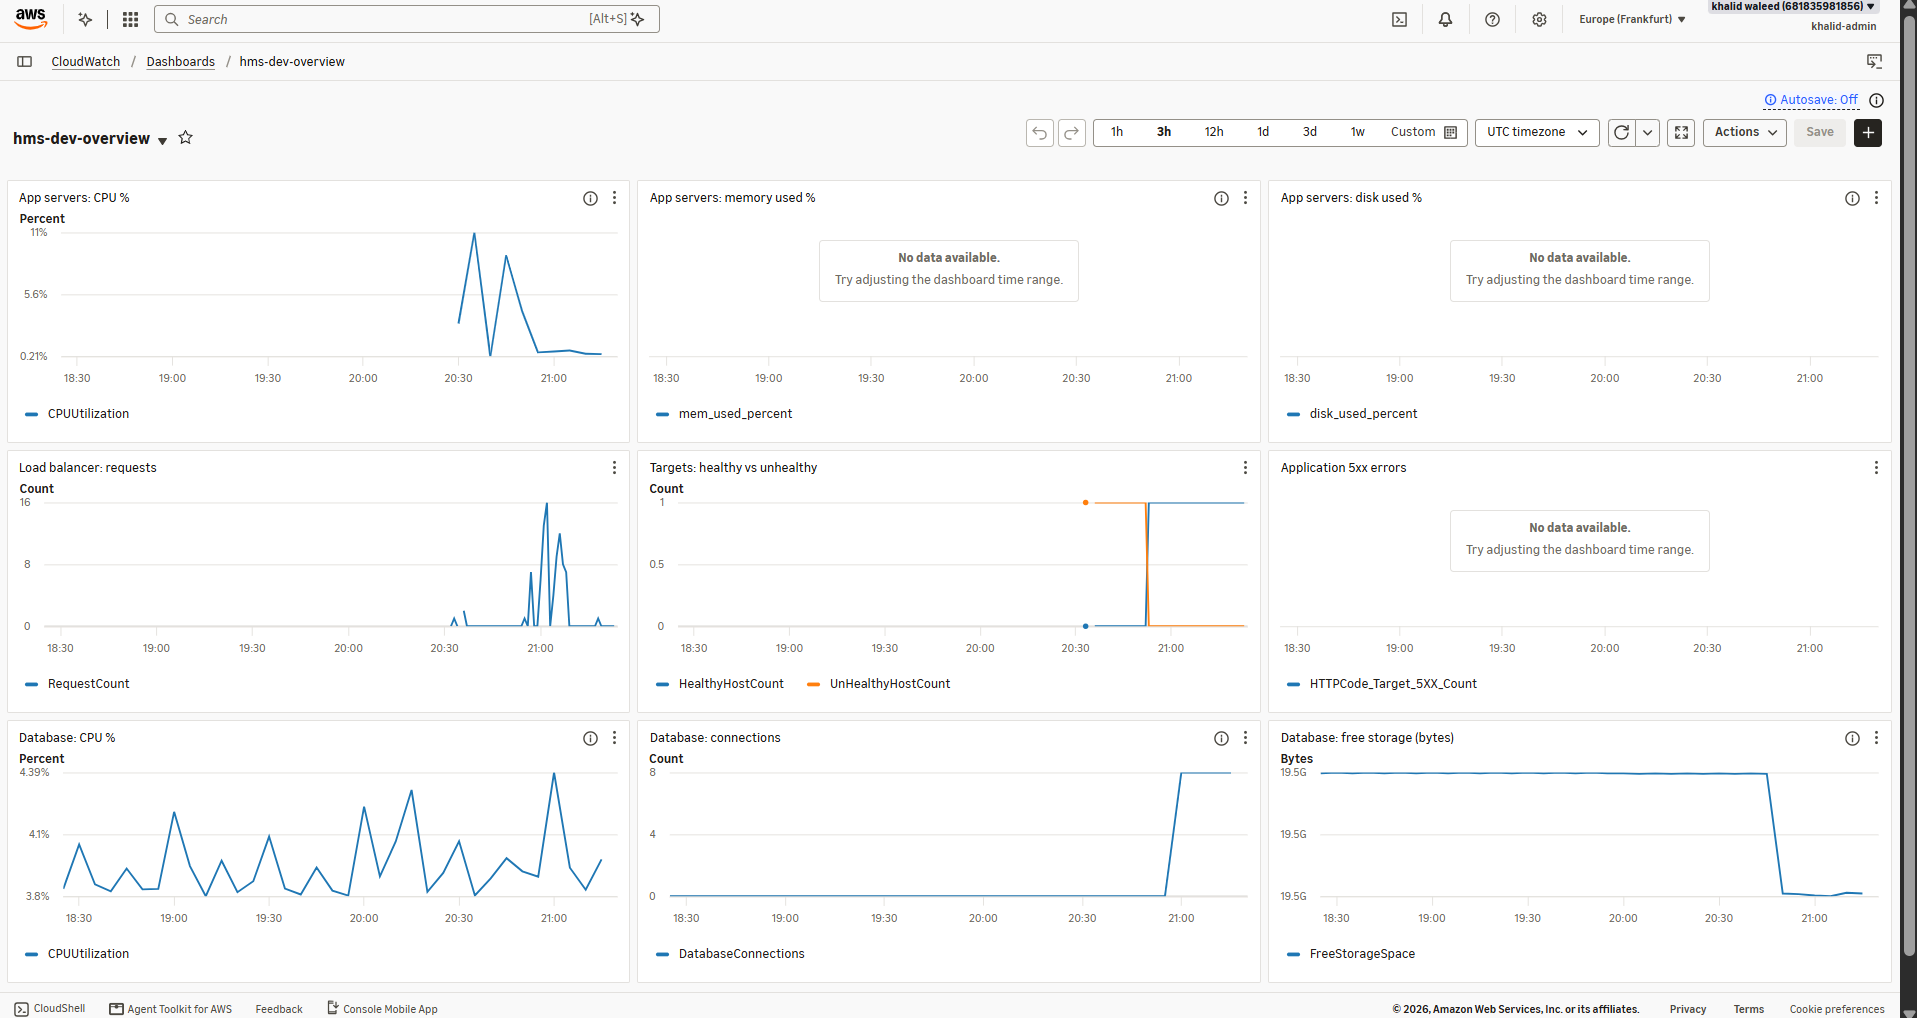 aws
Search
[Alt+S]
Europe (Frankfurt)
khalid waleed (681835981856)
khalid-admin
CloudWatch / Dashboards / hms-dev-overview
Autosave: Off
hms-dev-overview
1h 3h 12h 1d 3d 1w Custom
UTC timezone
Actions
Save
App servers: CPU %
Percent
11%
5.6%
0.21%
18:30 19:00 19:30 20:00 20:30 21:00
CPUUtilization
App servers: memory used %
No data available.
Try adjusting the dashboard time range.
18:30 19:00 19:30 20:00 20:30 21:00
mem_used_percent
App servers: disk used %
No data available.
Try adjusting the dashboard time range.
18:30 19:00 19:30 20:00 20:30 21:00
disk_used_percent
Load balancer: requests
Count
16
8
0
18:30 19:00 19:30 20:00 20:30 21:00
RequestCount
Targets: healthy vs unhealthy
Count
1
0.5
0
18:30 19:00 19:30 20:00 20:30 21:00
HealthyHostCount UnHealthyHostCount
Application 5xx errors
No data available.
Try adjusting the dashboard time range.
18:30 19:00 19:30 20:00 20:30 21:00
HTTPCode_Target_5XX_Count
Database: CPU %
Percent
4.39%
4.1%
3.8%
18:30 19:00 19:30 20:00 20:30 21:00
CPUUtilization
Database: connections
Count
8
4
0
18:30 19:00 19:30 20:00 20:30 21:00
DatabaseConnections
Database: free storage (bytes)
Bytes
19.5G
19.5G
19.5G
18:30 19:00 19:30 20:00 20:30 21:00
FreeStorageSpace
CloudShell Agent Toolkit for AWS Feedback Console Mobile App © 2026, Amazon Web Services, Inc. or its affiliates. Privacy Terms Cookie preferences